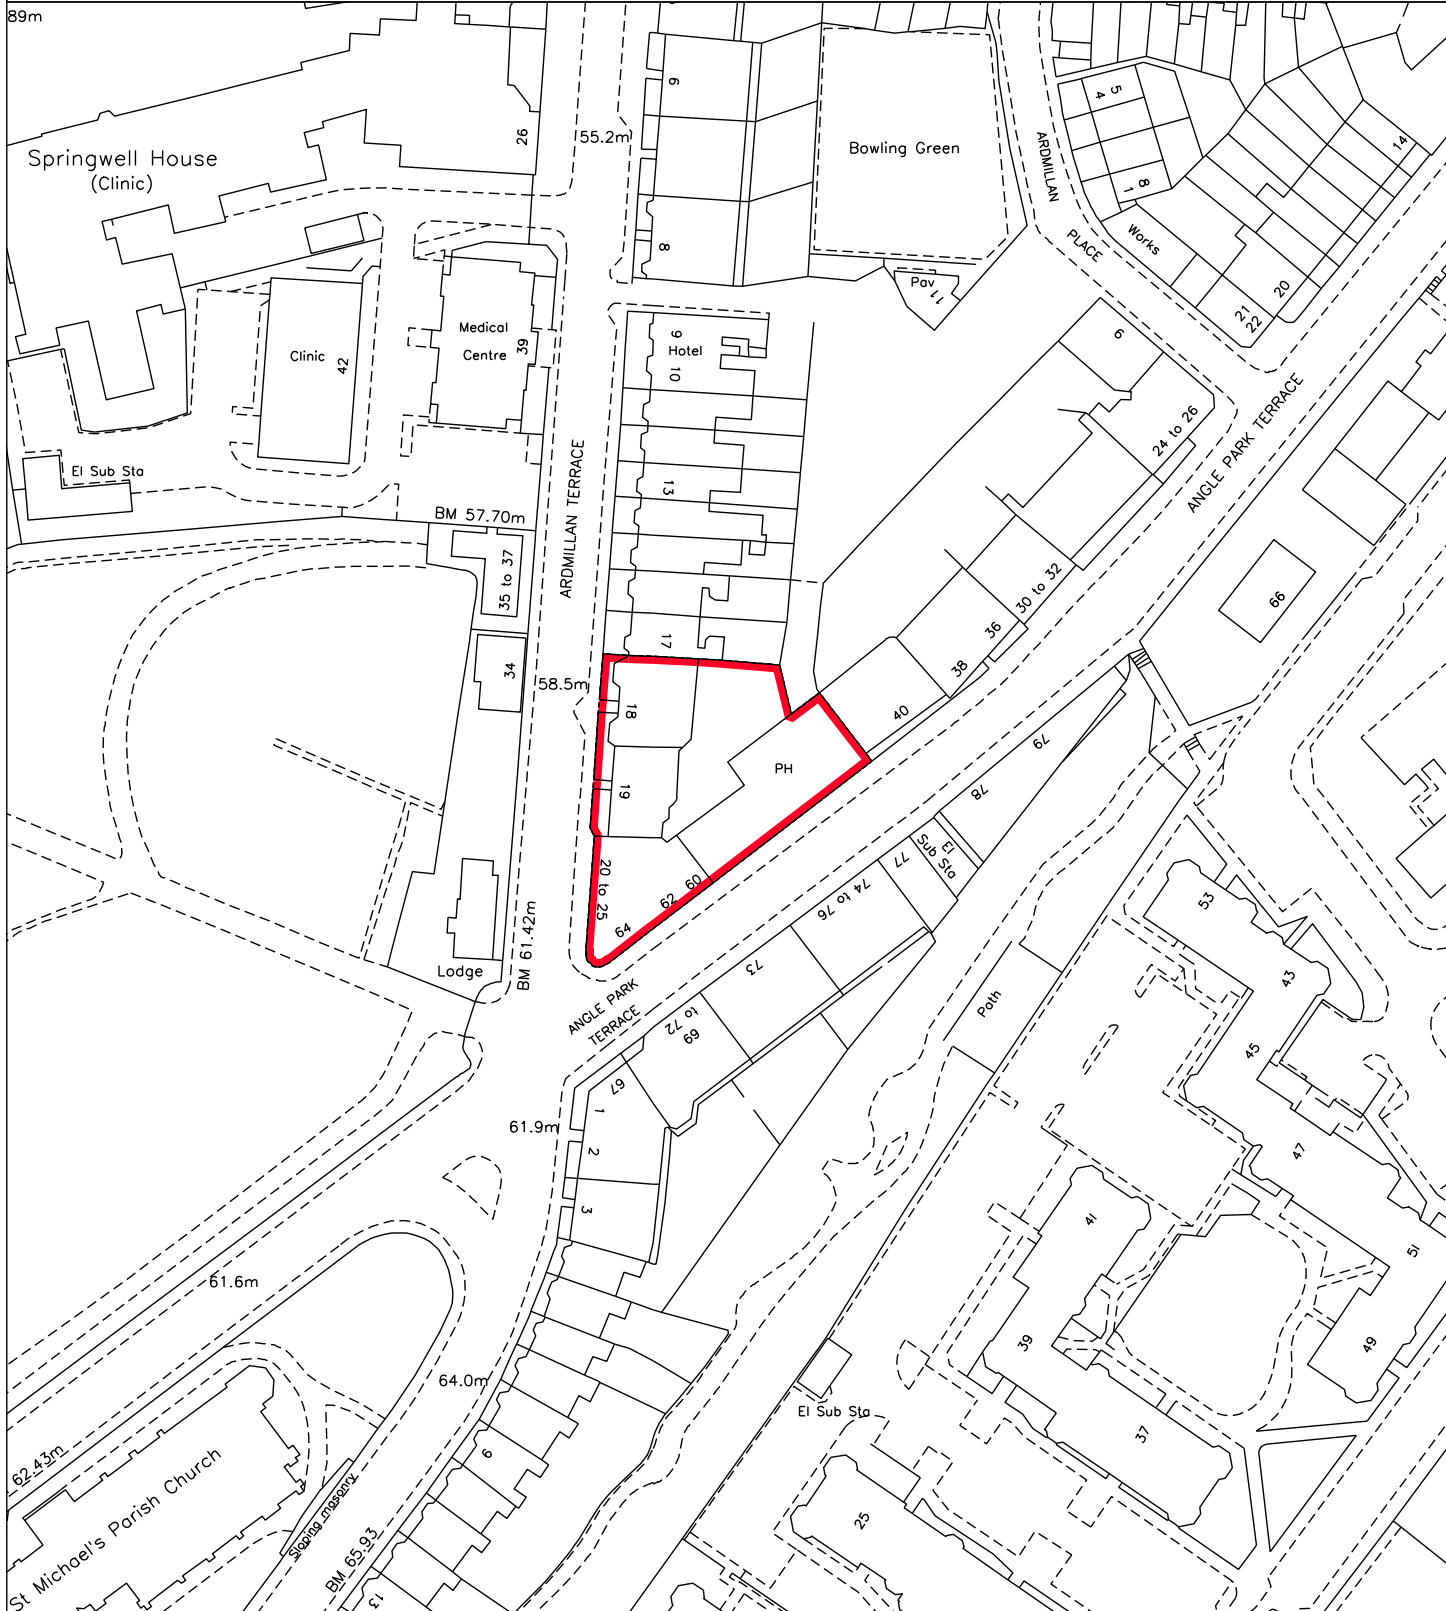 89m
26
55.2m
6
Bowling Green
ARDMILLAN
PLACE
5
4
8
1
14
Springwell House
(Clinic)
8
Works
Pav
11
20
21
22
Medical
Centre
39
Clinic
42
9
Hotel
10
6
24 to 26
ANGLE PARK TERRACE
El Sub Sta
ARDMILLAN TERRACE
13
BM 57.70m
35 to 37
30 to 32
66
34
17
36
38
58.5m
18
40
PH
79
19
78
El
Sub Sta
77
20 to 25
60
62
64
74 to 76
53
BM 61.42m
Lodge
73
43
ANGLE PARK
TERRACE
Path
69
to 72
45
67
1
61.9m
2
47
3
41
51
61.6m
39
49
64.0m
El Sub Sta
37
9
62.43m
St Michael's Parish Church
Sloping masonry
25
BM 65.93
13